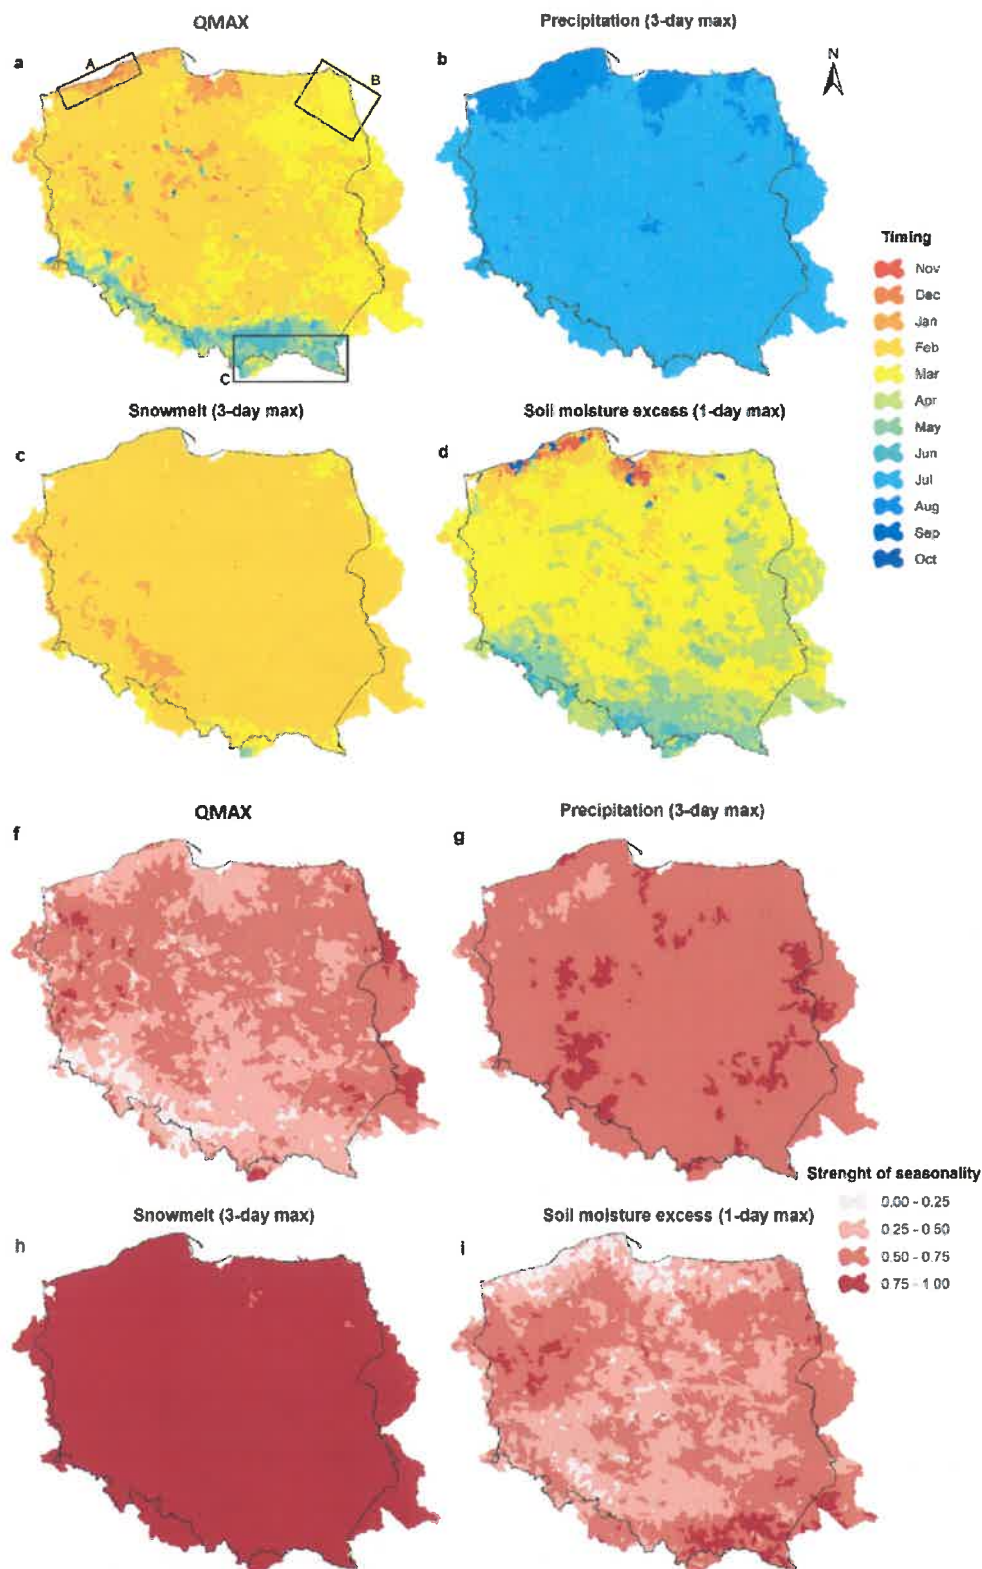 QMAX
Precipitation (3-day max)
a
A
B
C
b
N
Timing
Nov
Dec
Jan
Feb
Mar
Apr
May
Jun
Jul
Aug
Sep
Oct
Snowmelt (3-day max)
Soil moisture excess (1-day max)
c
d
QMAX
Precipitation (3-day max)
f
g
Strenght of seasonality
0.00 - 0.25
0.25 - 0.50
0.50 - 0.75
0.75 - 1.00
Snowmelt (3-day max)
Soil moisture excess (1-day max)
h
i